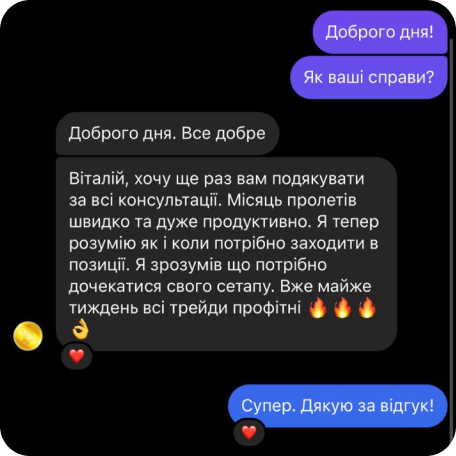 Доброго дня!
Як ваші справи?
Доброго дня. Все добре
Віталій, хочу ще раз вам подякувати
за всі консультації. Місяць пролетів
швидко та дуже продуктивно. Я тепер
розумію як і коли потрібно заходити в
позиції. Я зрозумів що потрібно
дочекатися свого сетапу. Вже майже
тиждень всі трейди профітні 🔥🔥🔥
👌
Супер. Дякую за відгук!